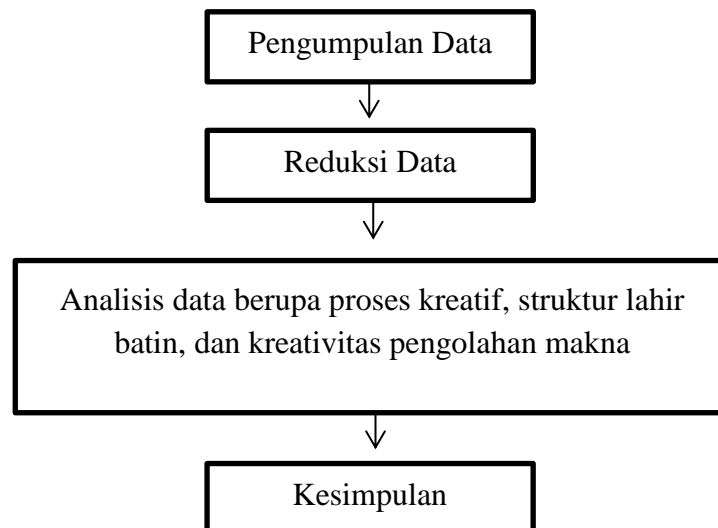 Pengumpulan Data
Reduksi Data
Analisis data berupa proses kreatif, struktur lahir
batin, dan kreativitas pengolahan makna
Kesimpulan